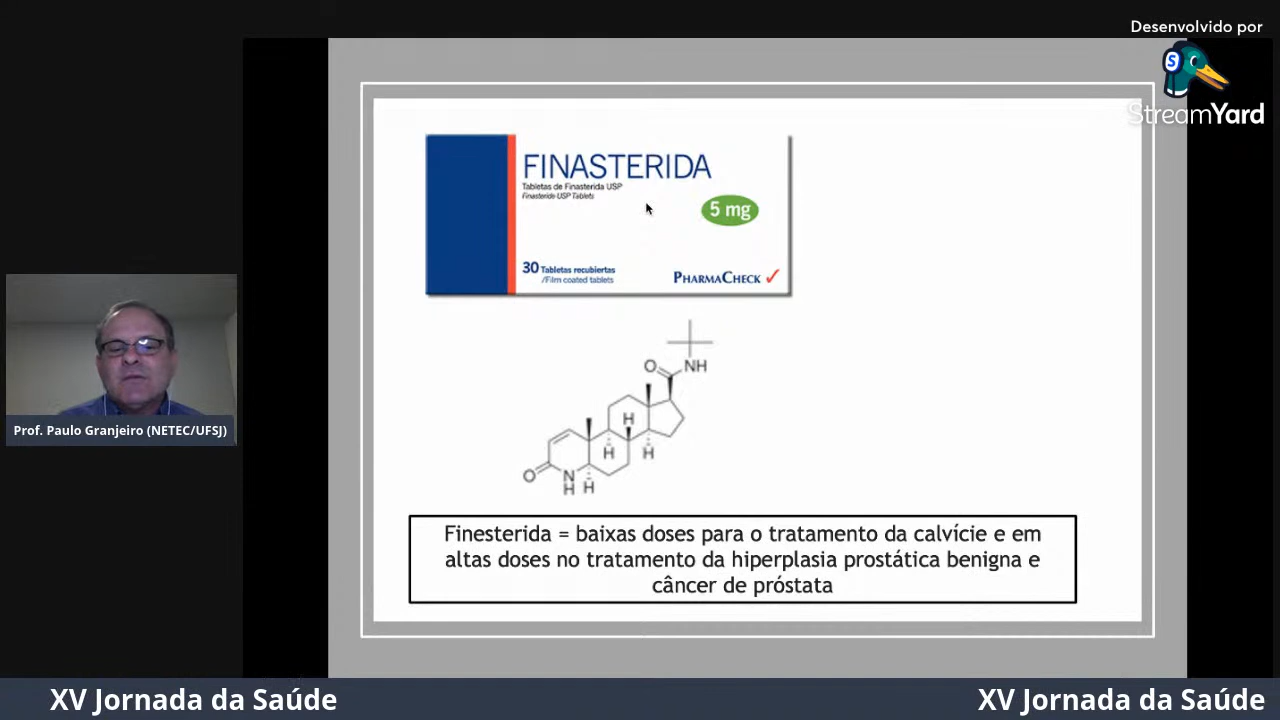 Desenvolvido por
StreamYard
FINASTERIDA
Tabletas de Finasterida USP
Finasteride USP Tablets
5 mg
30 Tabletas recubiertas
/Film coated tablets
PHARMACHECK
O
NH
H
H
H
O
N
H
H
Prof. Paulo Granjeiro (NETEC/UFSJ)
Finesterida = baixas doses para o tratamento da calvície e em
altas doses no tratamento da hiperplasia prostática benigna e
câncer de próstata
XV Jornada da Saúde
XV Jornada da Saúde